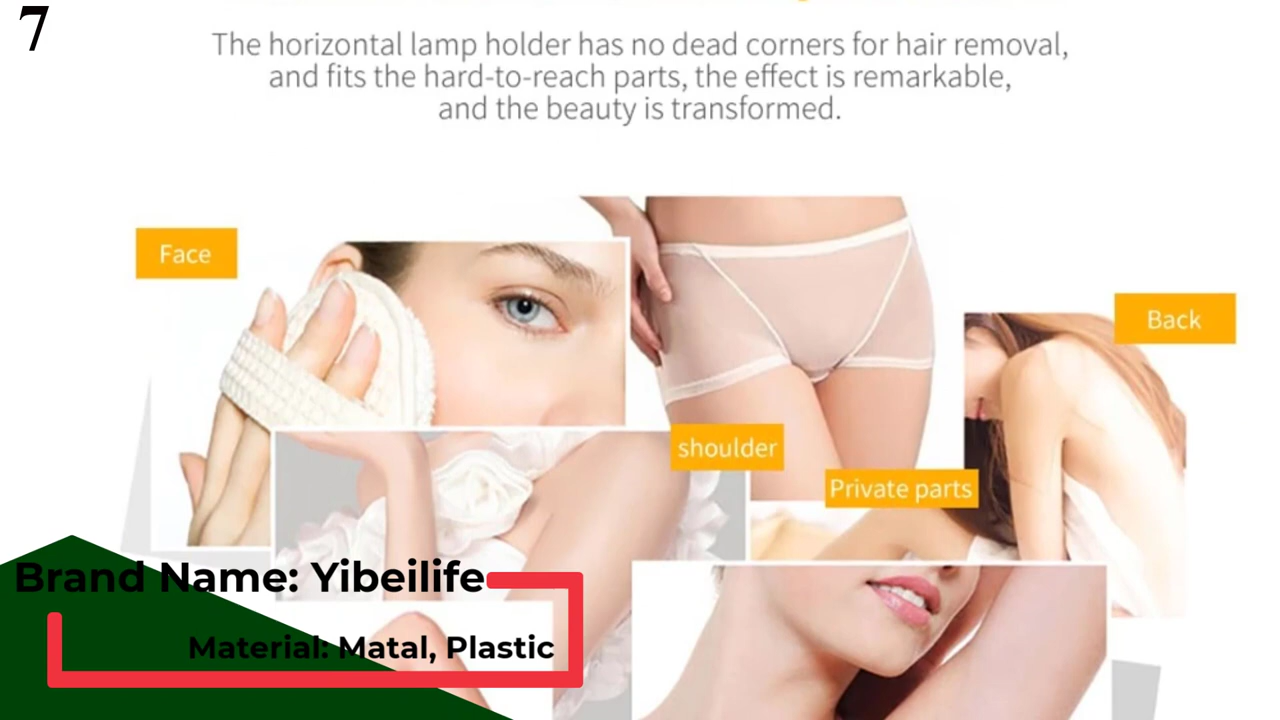 7
The horizontal lamp holder has no dead corners for hair removal,
and fits the hard-to-reach parts, the effect is remarkable,
and the beauty is transformed.
Face
Back
shoulder
Private parts
Brand Name: Yibeilife
Material: Matal, Plastic